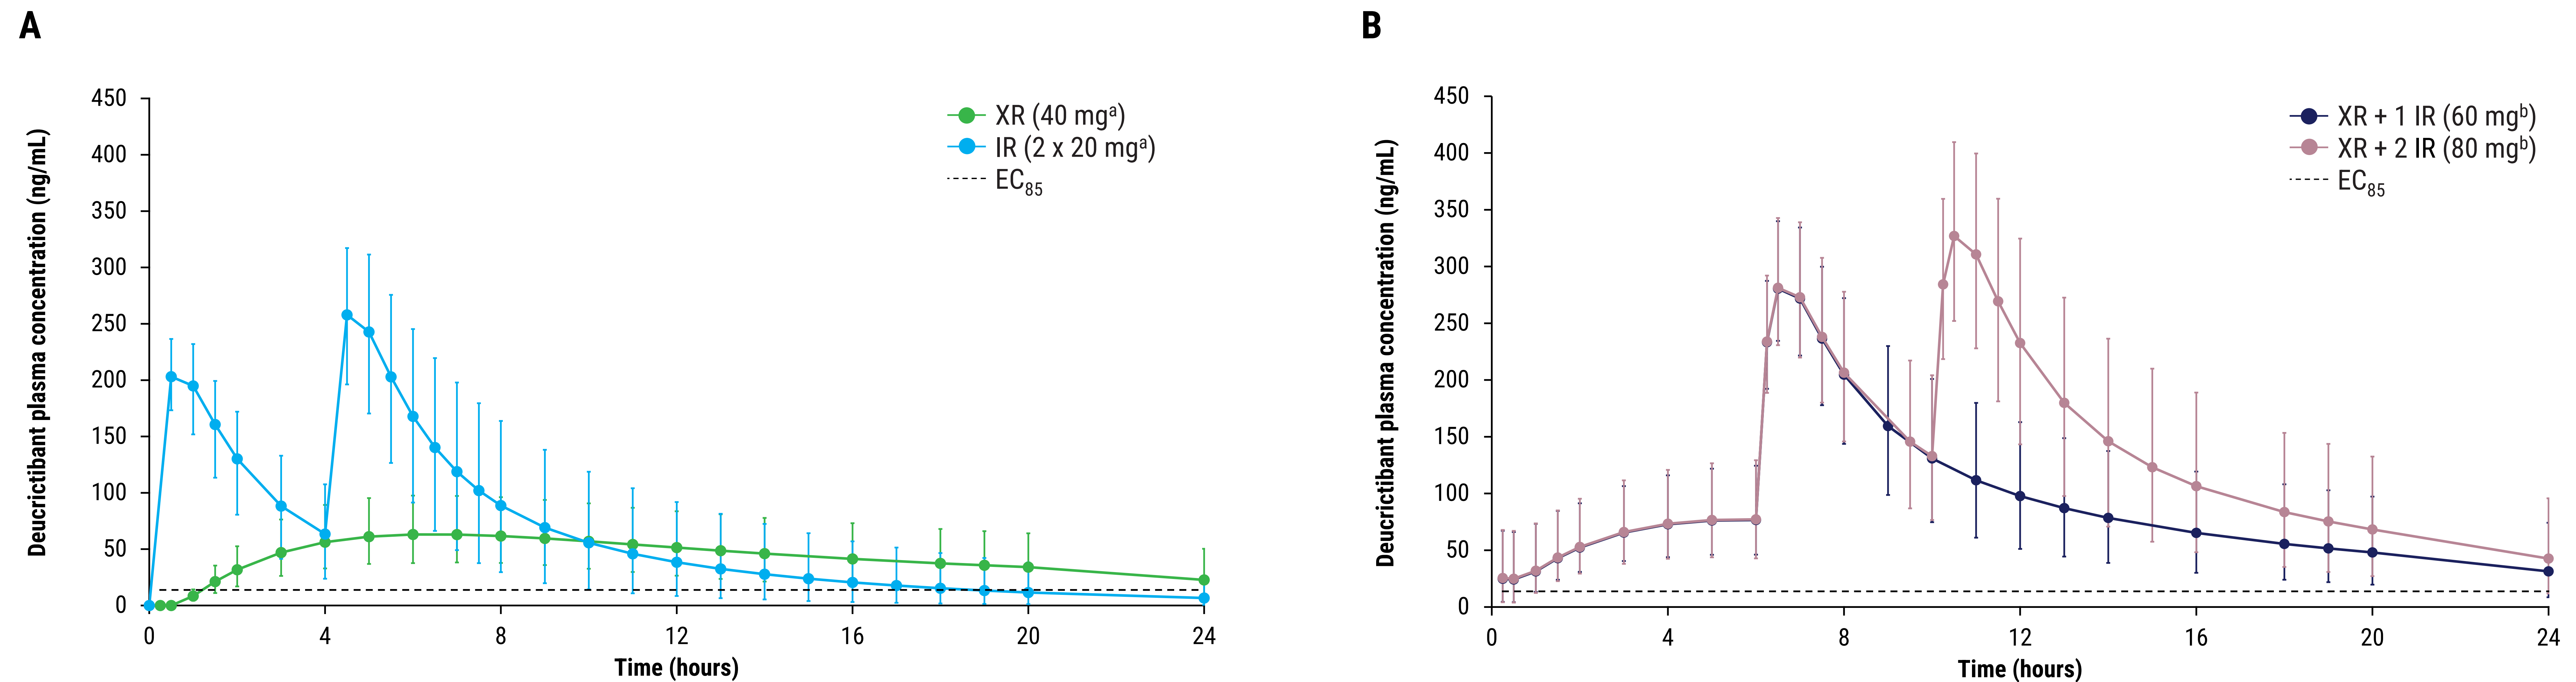 A
Deucrictibant plasma concentration (ng/mL)
450
400
350
300
250
200
150
100
50
0
XR (40 mgᵃ)
IR (2 x 20 mgᵃ)
EC₈₅
0 4 8 12 16 20 24
Time (hours)
B
Deucrictibant plasma concentration (ng/mL)
450
400
350
300
250
200
150
100
50
0
XR + 1 IR (60 mgᵇ)
XR + 2 IR (80 mgᵇ)
EC₈₅
0 4 8 12 16 20 24
Time (hours)